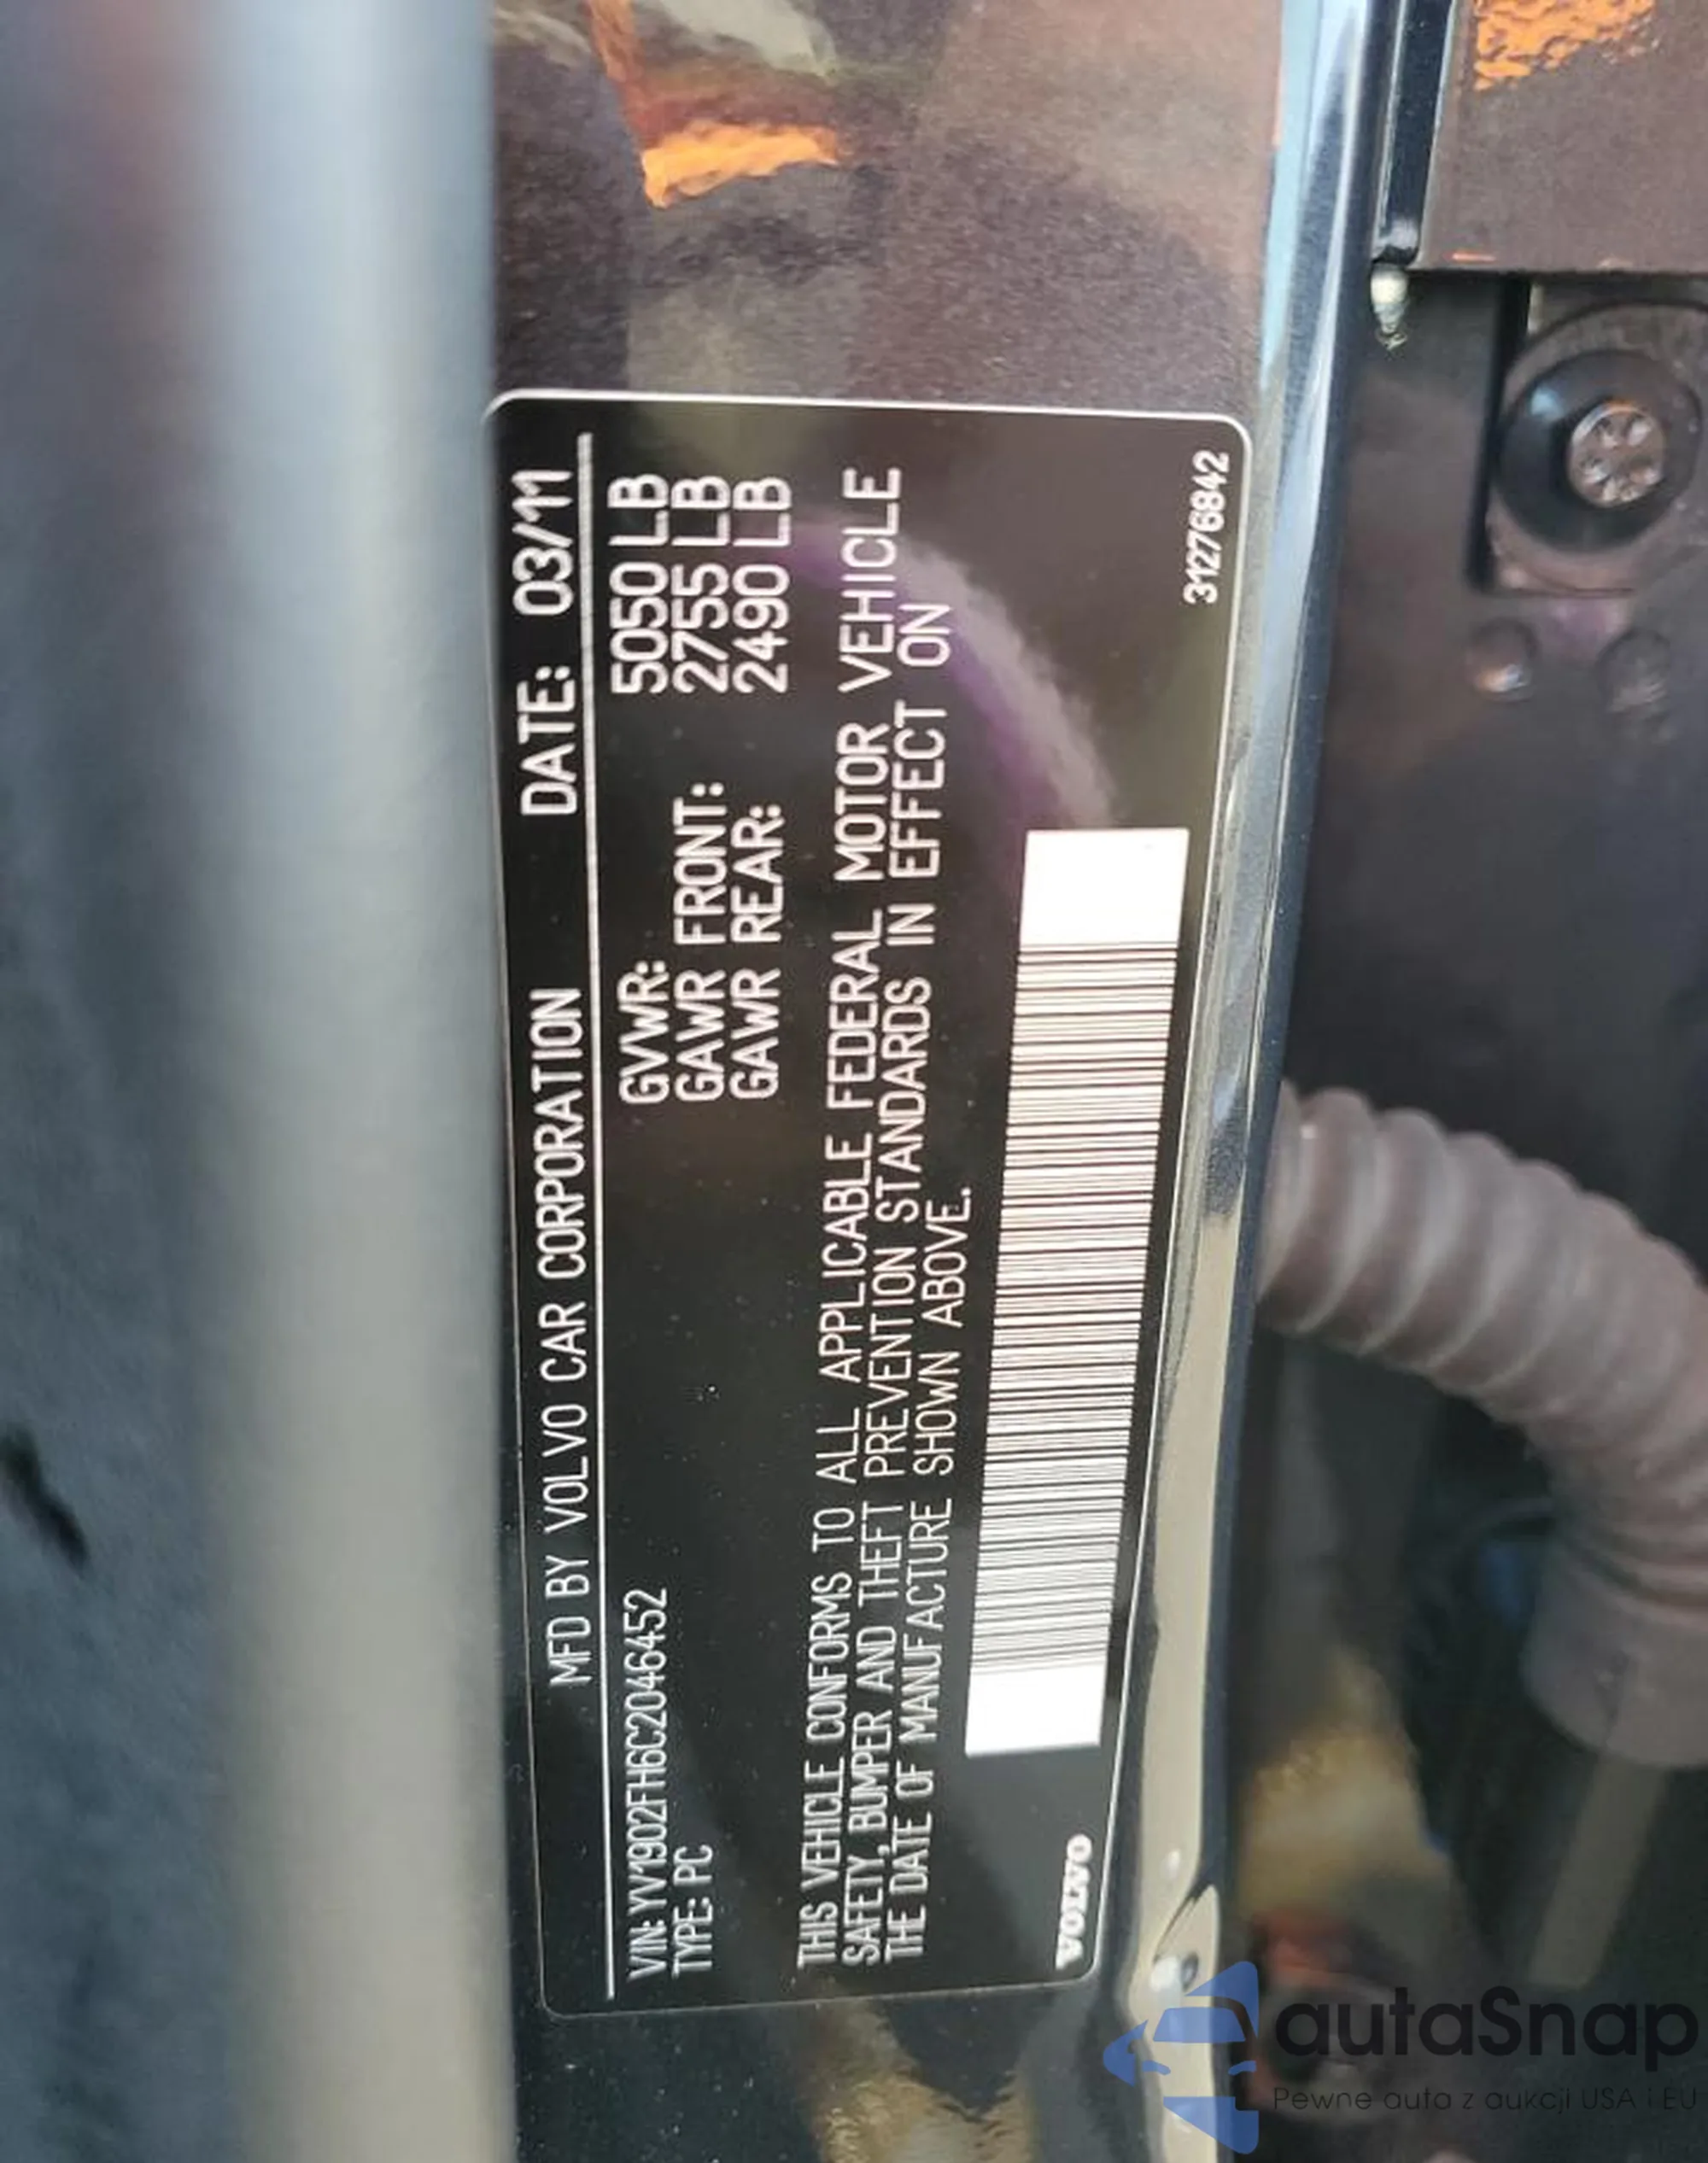 MFD BY VOLVO CAR CORPORATION DATE: 03/11
VIN: YV1902FH6C2046452 GVWR: 5050 LB
TYPE: PC GAWR FRONT: 2755 LB
GAWR REAR: 2490 LB
THIS VEHICLE CONFORMS TO ALL APPLICABLE FEDERAL MOTOR VEHICLE
SAFETY, BUMPER AND THEFT PREVENTION STANDARDS IN EFFECT ON
THE DATE OF MANUFACTURE SHOWN ABOVE.
VOLVO 31276842
autaSnap
Pewne auta z aukcji USA i EU